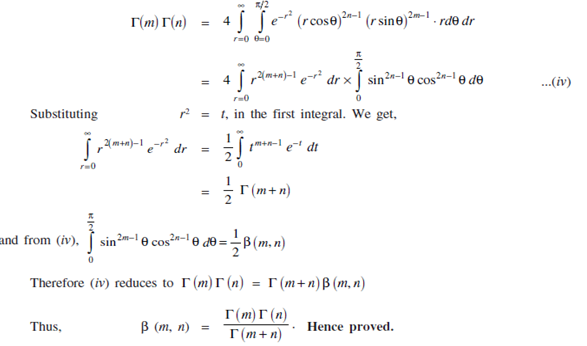 Γ(m) Γ(n) = 4 ∫_{r=0}^{∞} ∫_{θ=0}^{π/2} e^{−r²} (r cosθ)^{2n−1} (r sinθ)^{2m−1} · rdθ dr
= 4 ∫_{r=0}^{∞} r^{2(m+n)−1} e^{−r²} dr × ∫_{0}^{π/2} sin^{2n−1} θ cos^{2n−1} θ dθ ...(iv)
Substituting r² = t, in the first integral. We get,
∫_{r=0}^{∞} r^{2(m+n)−1} e^{−r²} dr = 1/2 ∫_{0}^{∞} t^{m+n−1} e^{−t} dt
= 1/2 Γ(m+n)
and from (iv), ∫_{0}^{π/2} sin^{2m−1} θ cos^{2n−1} θ dθ = 1/2 β(m, n)
Therefore (iv) reduces to Γ(m) Γ(n) = Γ(m+n) β(m, n)
Thus, β (m, n) = Γ(m) Γ(n) / Γ(m+n) . Hence proved.